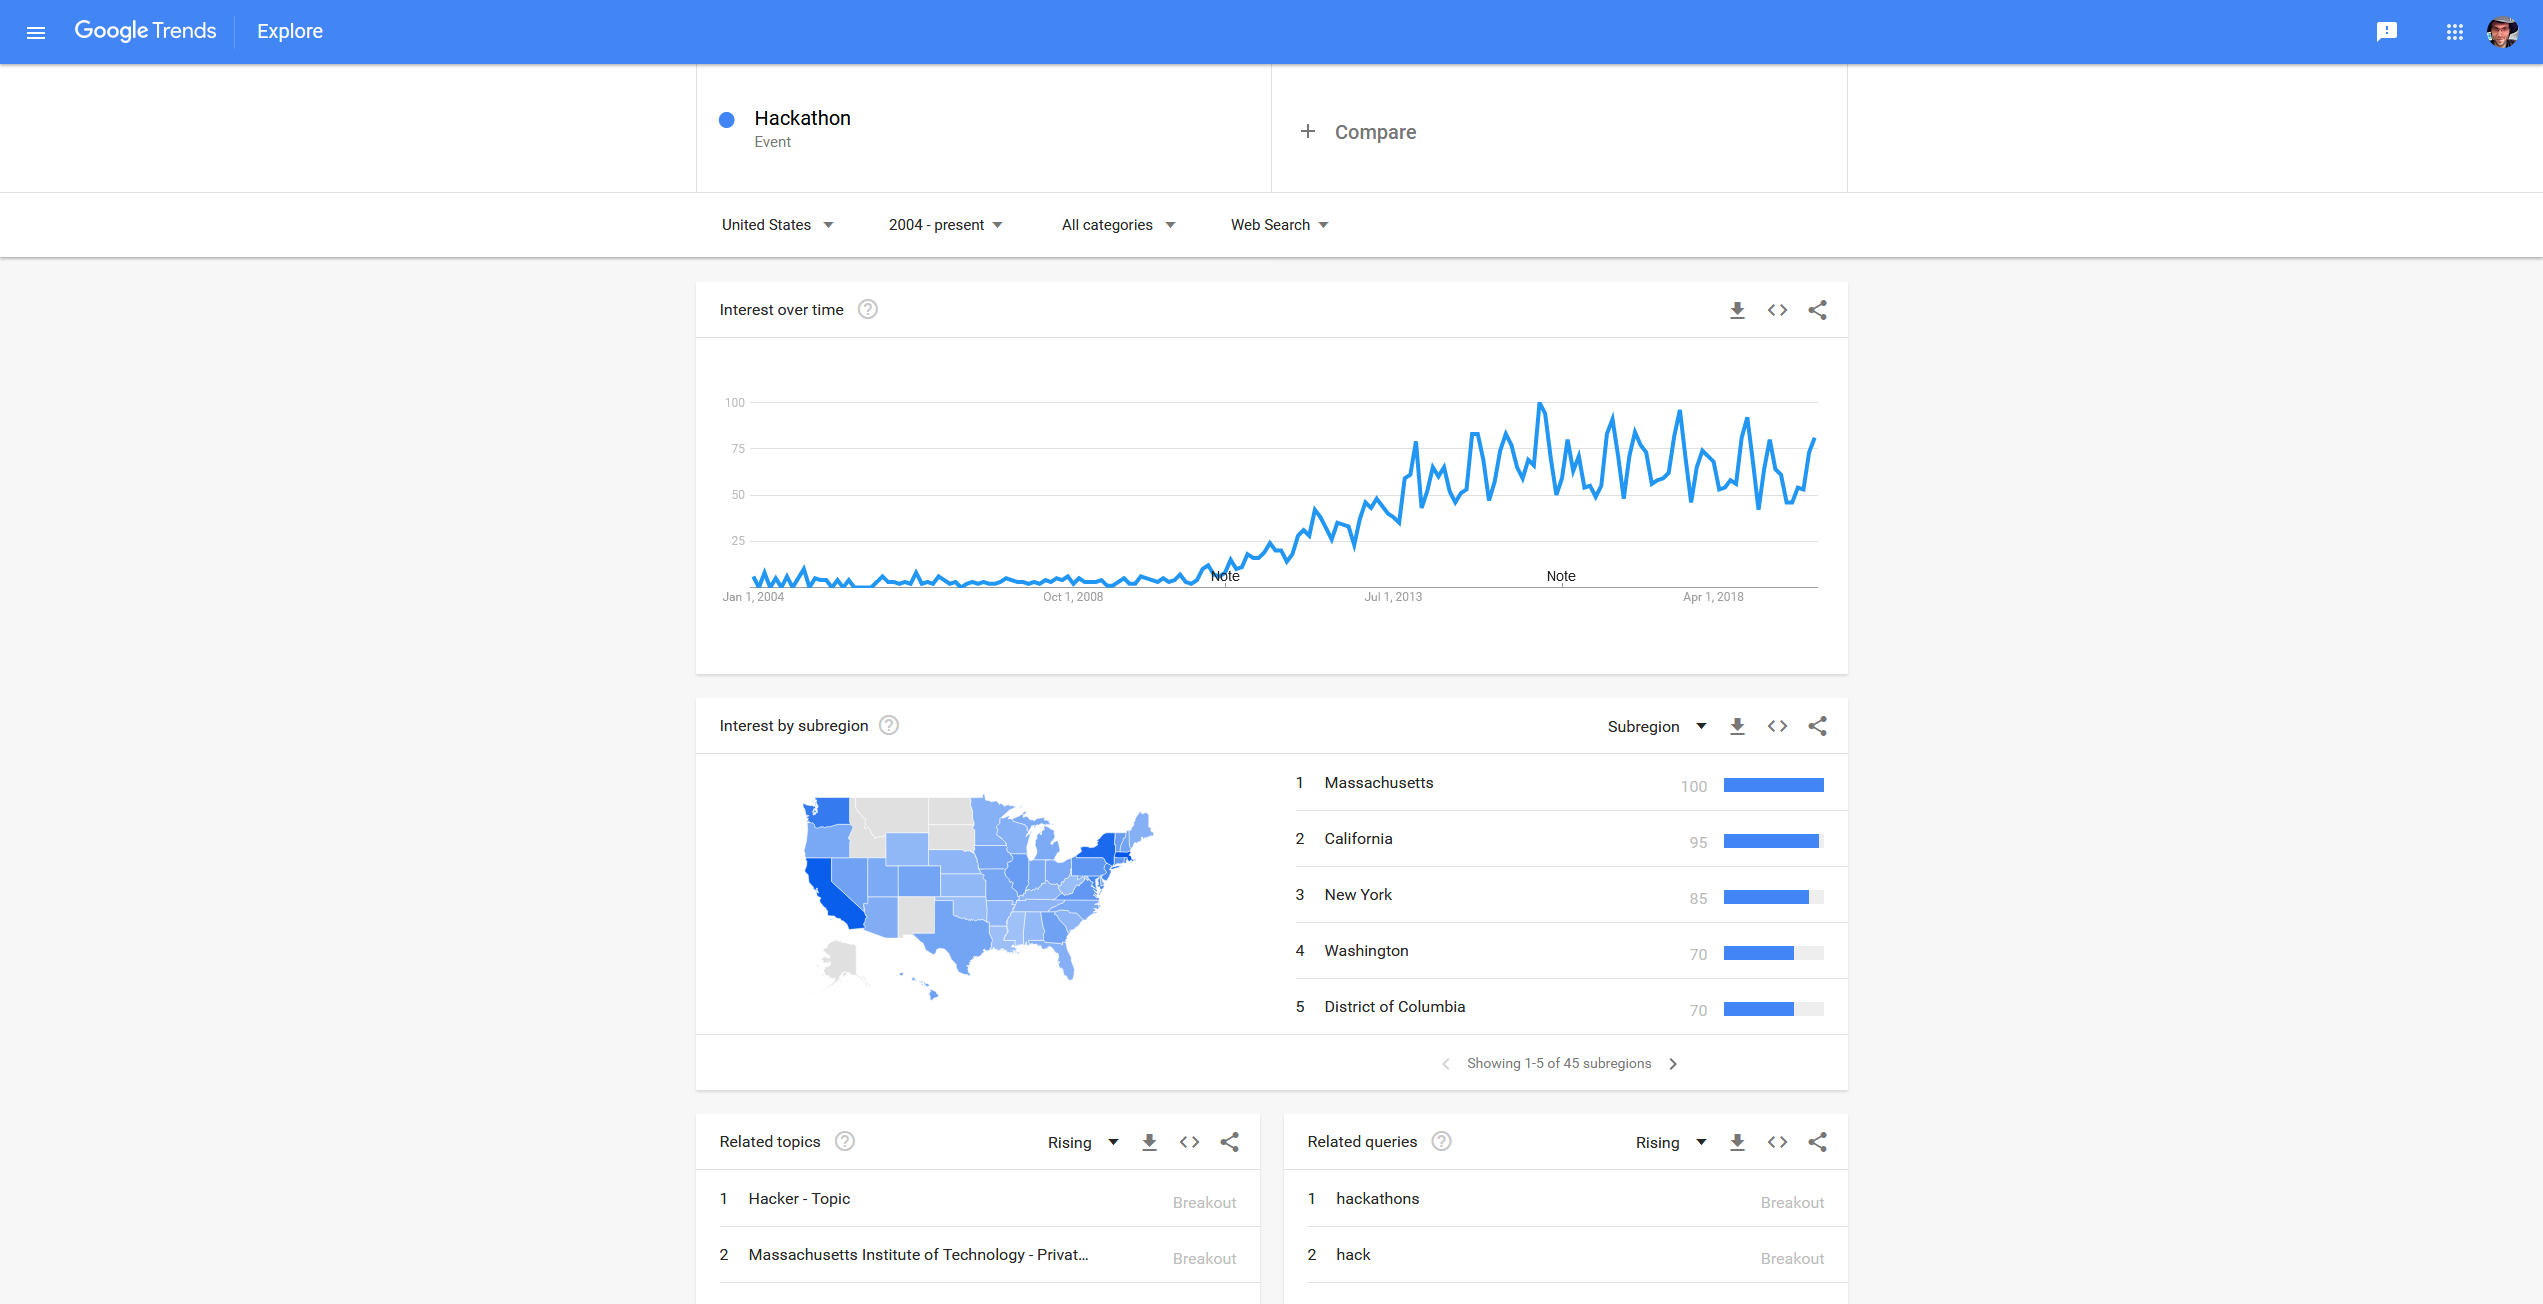 Google Trends
Explore
Hackathon
Event
+ Compare
United States
2004 - present
All categories
Web Search
Interest over time
100
75
50
25
Note
Note
Jan 1, 2004
Oct 1, 2008
Jul 1, 2013
Apr 1, 2018
Interest by subregion
Subregion
1 Massachusetts 100
2 California 95
3 New York 85
4 Washington 70
5 District of Columbia 70
Showing 1-5 of 45 subregions
Related topics
Rising
1 Hacker - Topic Breakout
2 Massachusetts Institute of Technology - Privat... Breakout
Related queries
Rising
1 hackathons Breakout
2 hack Breakout